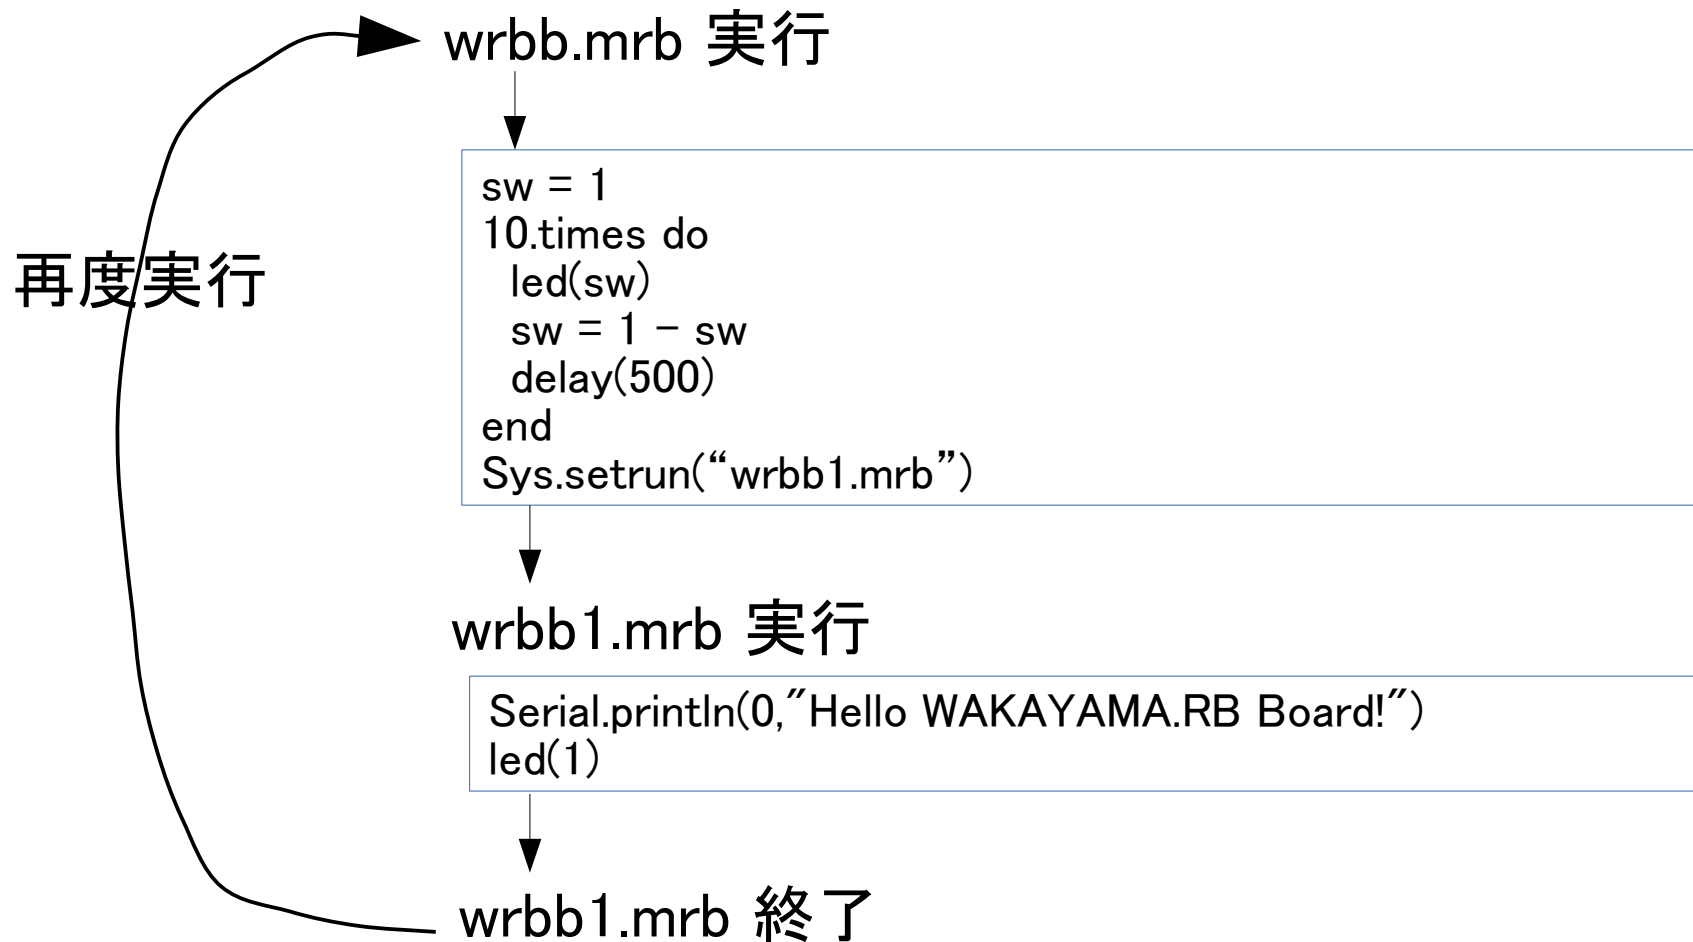 wrbb.mrb 実行
sw = 1
10.times do
led(sw)
sw = 1 − sw
delay(500)
end
Sys.setrun(“wrbb1.mrb”)
再度実行
wrbb1.mrb 実行
Serial.println(0,"Hello WAKAYAMA.RB Board!")
led(1)
wrbb1.mrb 終了